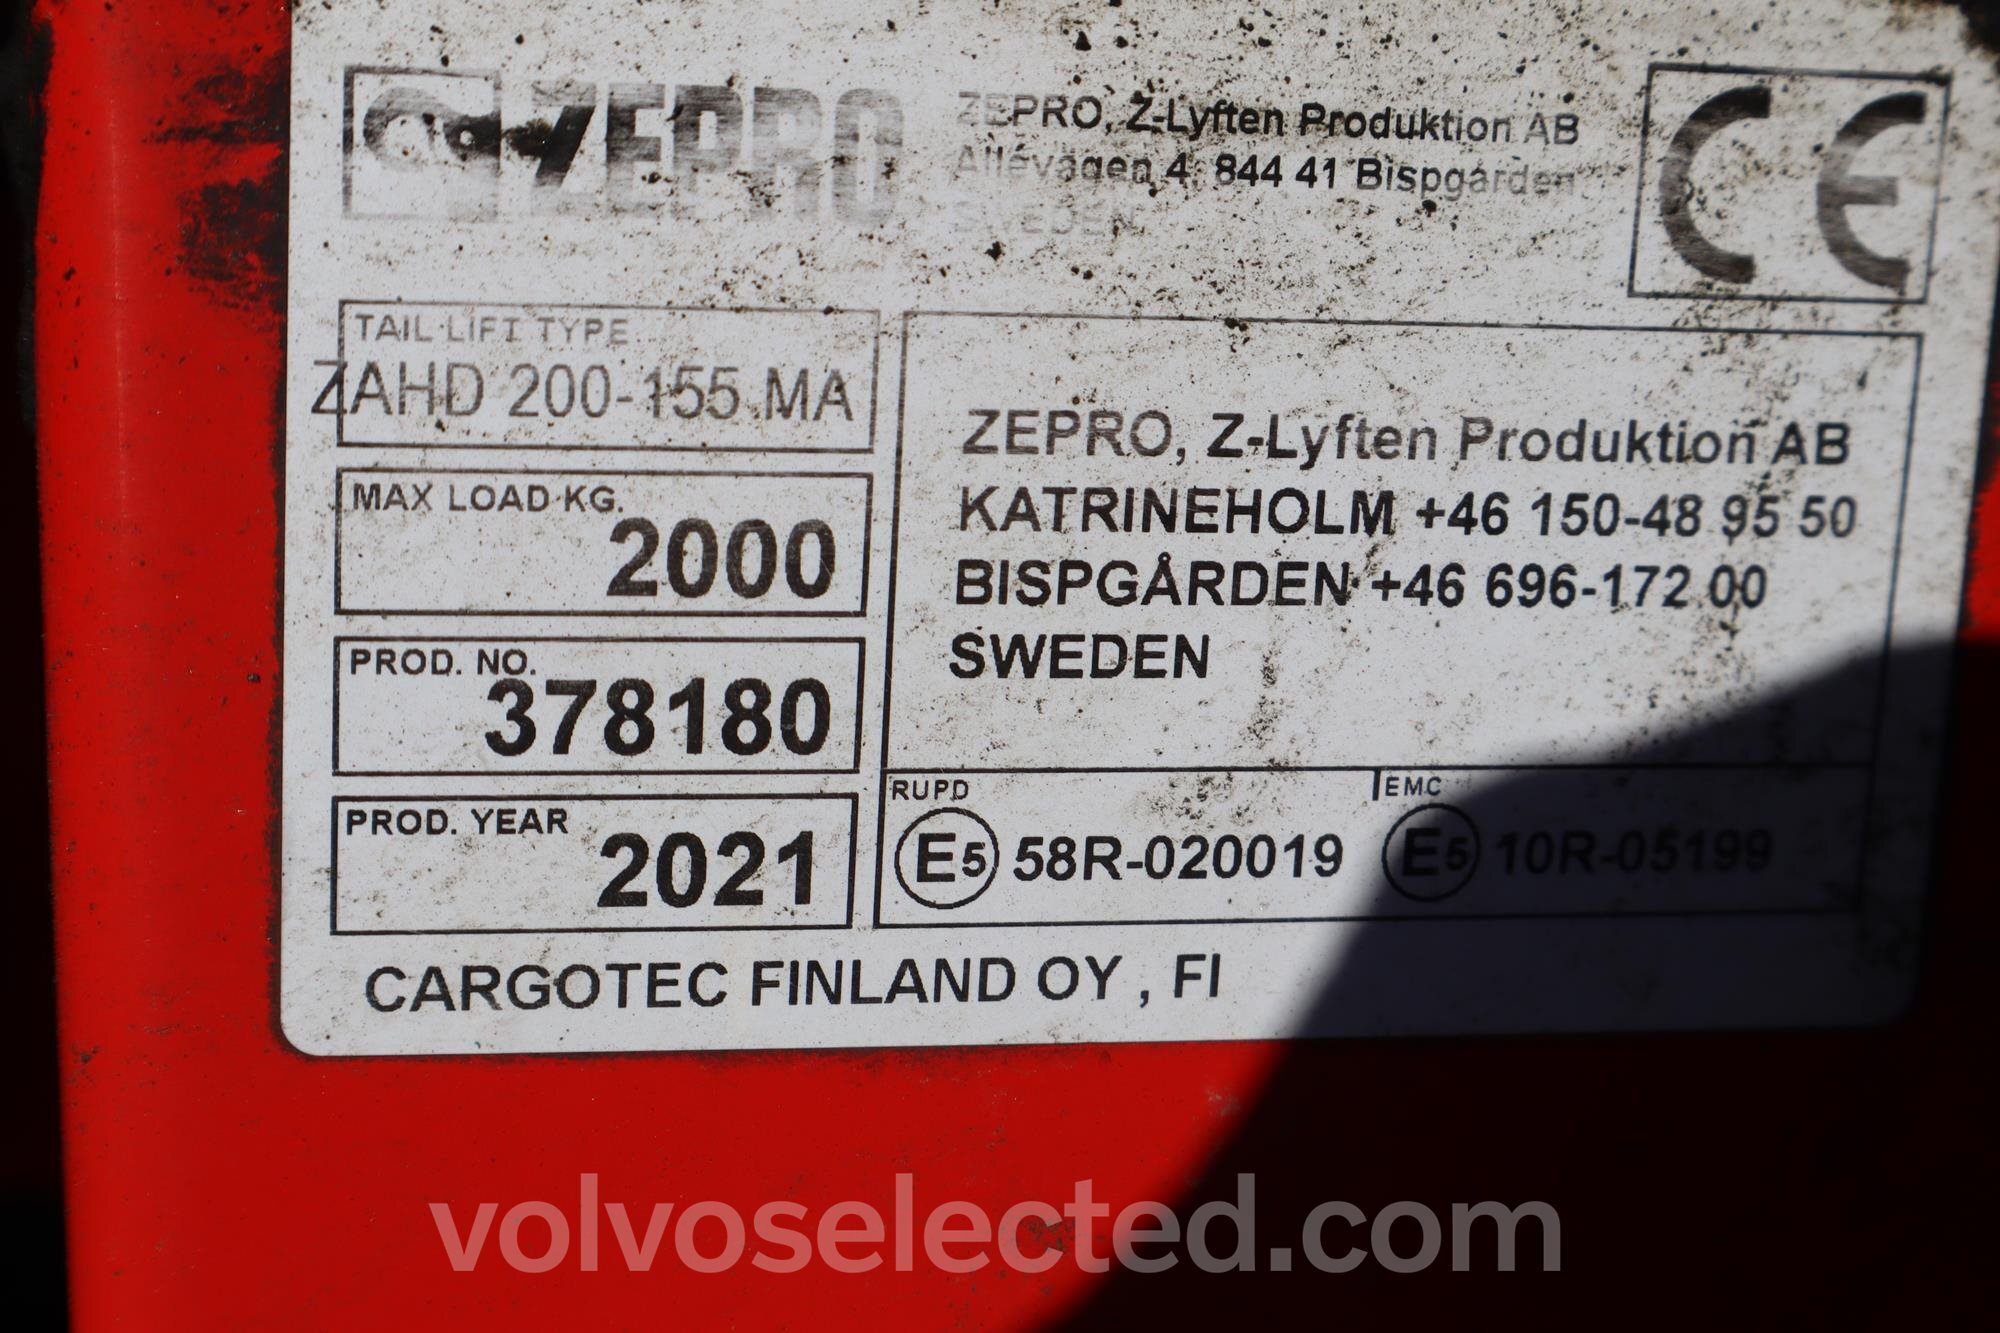 ZEPRO
ZEPRO, Z-Lyften Produktion AB
Allévägen 4, 844 41 Bispgården
SWEDEN
CE
TAIL LIFT TYPE
ZAHD 200-155 MA
MAX LOAD KG.
2000
PROD. NO.
378180
PROD. YEAR
2021
ZEPRO, Z-Lyften Produktion AB
KATRINEHOLM +46 150-48 95 50
BISPGÅRDEN +46 696-172 00
SWEDEN
RUPD
E5 58R-020019
EMC
E5 10R-05199
CARGOTEC FINLAND OY , FI
volvoselected.com